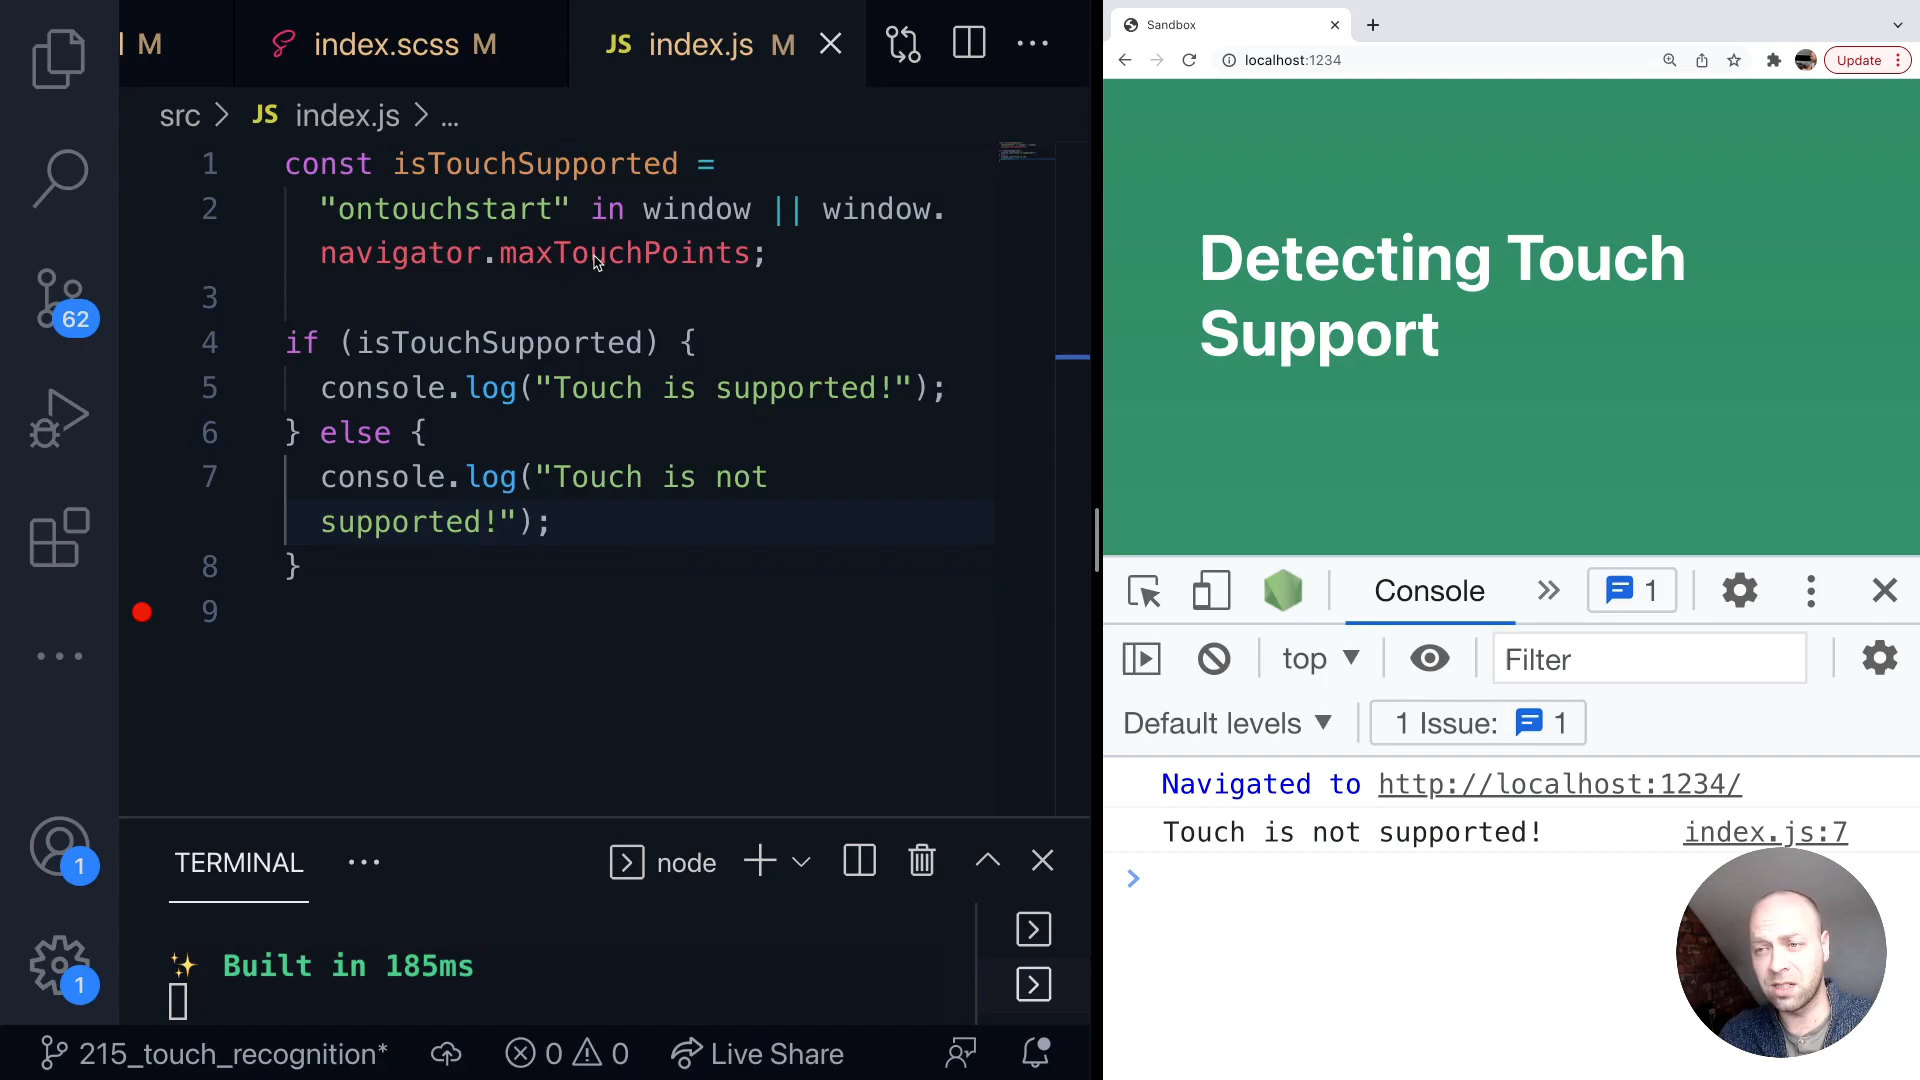 M
index.scss M
JS index.js M
src > JS index.js > ...
1 const isTouchSupported =
2 "ontouchstart" in window || window.
navigator.maxTouchPoints;
3
4 if (isTouchSupported) {
5 console.log("Touch is supported!");
6 } else {
7 console.log("Touch is not
supported!");
8 }
9
62
1
1
TERMINAL
node
Built in 185ms
215_touch_recognition*
0 0
Live Share
Sandbox
localhost:1234
Update
Detecting Touch
Support
Console
1
top
Filter
Default levels
1 Issue: 1
Navigated to http://localhost:1234/
Touch is not supported! index.js:7